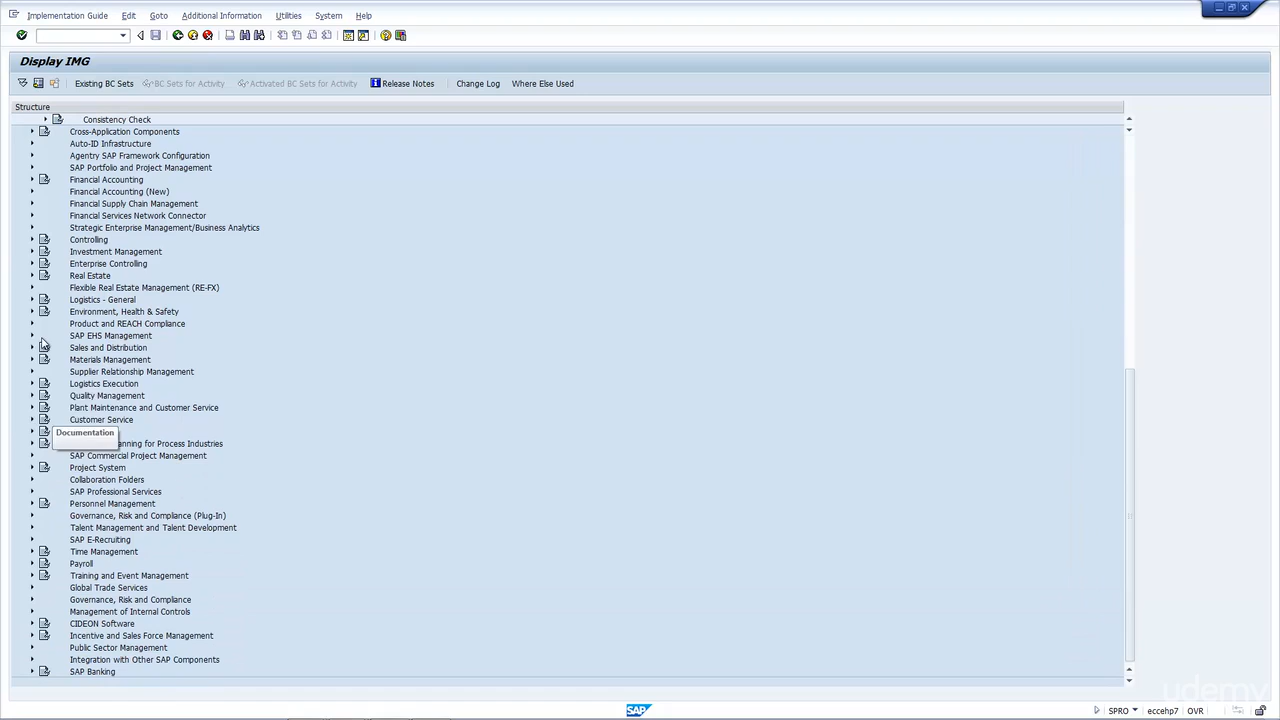 Implementation Guide Edit Goto Additional Information Utilities System Help
Display IMG
Existing BC Sets BC Sets for Activity Activated BC Sets for Activity Release Notes Change Log Where Else Used
Structure
Consistency Check
Cross-Application Components
Auto-ID Infrastructure
Agentry SAP Framework Configuration
SAP Portfolio and Project Management
Financial Accounting
Financial Accounting (New)
Financial Supply Chain Management
Financial Services Network Connector
Strategic Enterprise Management/Business Analytics
Controlling
Investment Management
Enterprise Controlling
Real Estate
Flexible Real Estate Management (RE-FX)
Logistics - General
Environment, Health & Safety
Product and REACH Compliance
SAP EHS Management
Sales and Distribution
Materials Management
Supplier Relationship Management
Logistics Execution
Quality Management
Plant Maintenance and Customer Service
Customer Service
Documentation
anning for Process Industries
SAP Commercial Project Management
Project System
Collaboration Folders
SAP Professional Services
Personnel Management
Governance, Risk and Compliance (Plug-In)
Talent Management and Talent Development
SAP E-Recruiting
Time Management
Payroll
Training and Event Management
Global Trade Services
Governance, Risk and Compliance
Management of Internal Controls
CIDEON Software
Incentive and Sales Force Management
Public Sector Management
Integration with Other SAP Components
SAP Banking
udemy
SAP SPRO eccehp7 OVR